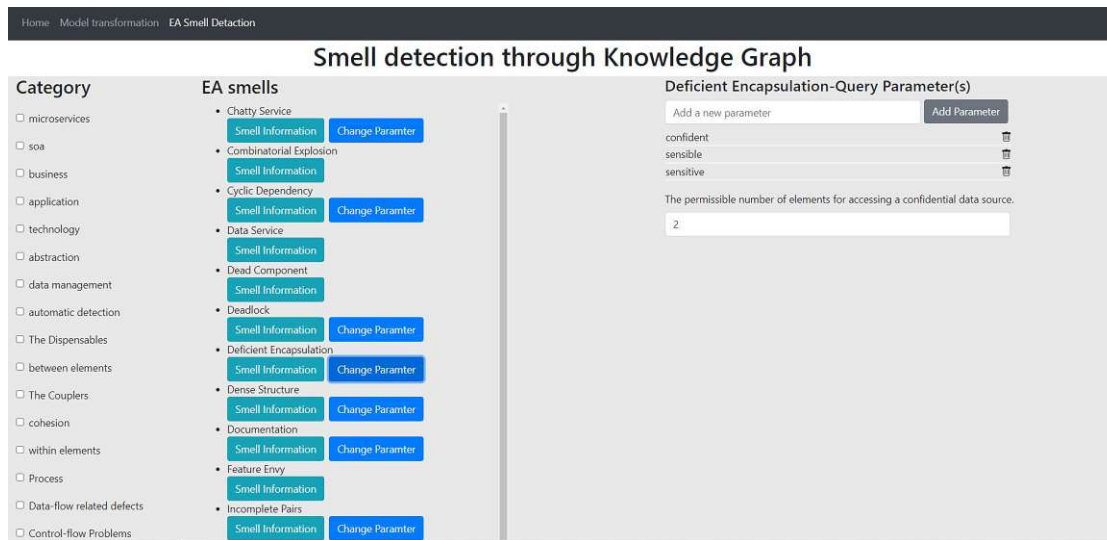 Home Model transformation EA Smell Detaction
Smell detection through Knowledge Graph
Category
microservices
soa
business
application
technology
abstraction
data management
automatic detection
The Dispensables
between elements
The Couplers
cohesion
within elements
Process
Data-flow related defects
Control-flow Problems
EA smells
Chatty Service
Smell Information Change Paramter
Combinatorial Explosion
Smell Information
Cyclic Dependency
Smell Information Change Paramter
Data Service
Smell Information
Dead Component
Smell Information
Deadlock
Smell Information Change Paramter
Deficient Encapsulation
Smell Information Change Paramter
Dense Structure
Smell Information Change Paramter
Documentation
Smell Information Change Paramter
Feature Envy
Smell Information
Incomplete Pairs
Smell Information Change Paramter
Deficient Encapsulation-Query Parameter(s)
Add a new parameter Add Parameter
confident
sensible
sensitive
The permissible number of elements for accessing a confidential data source.
2